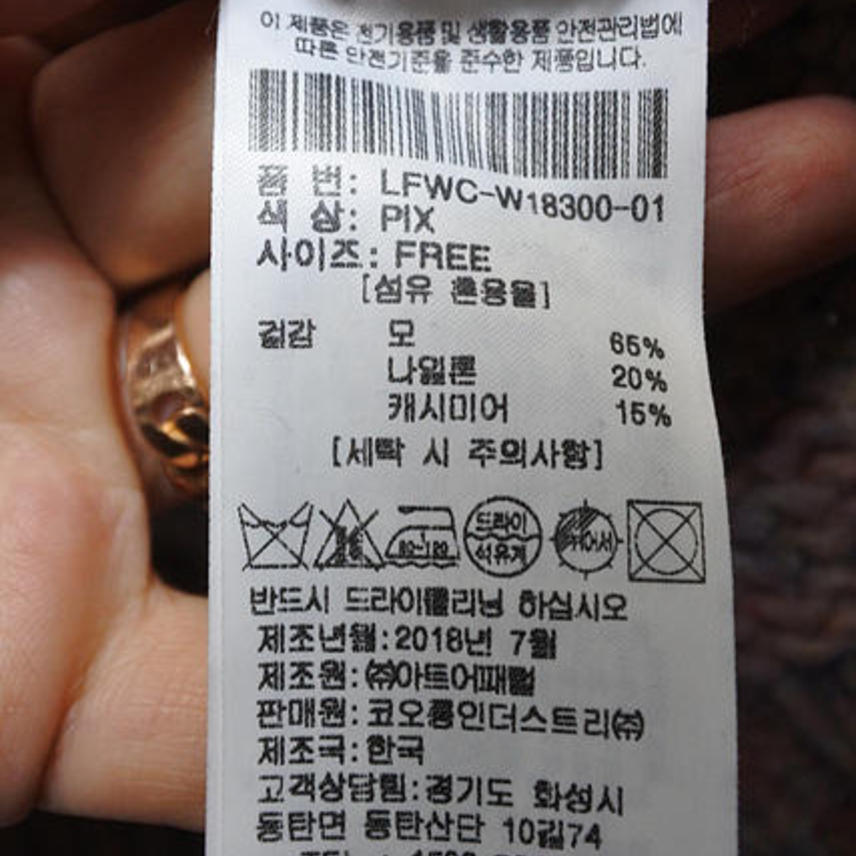 이 제품은 전기용품 및 생활용품 안전관리법에
따른 안전기준을 준수한 제품입니다.
품 번: LFWC-W18300-01
색 상: PIX
사이즈: FREE
[섬유 혼용율]
겉감 모 65%
나일론 20%
캐시미어 15%
[세탁 시 주의사항]
80-120 드라이 석유계 뉘어서
반드시 드라이클리닝 하십시오
제조년월:2018년 7월
제조원:㈜아트어패럴
판매원:코오롱인더스트리㈜
제조국:한국
고객상담팀:경기도 화성시
동탄면 동탄산단 10길74